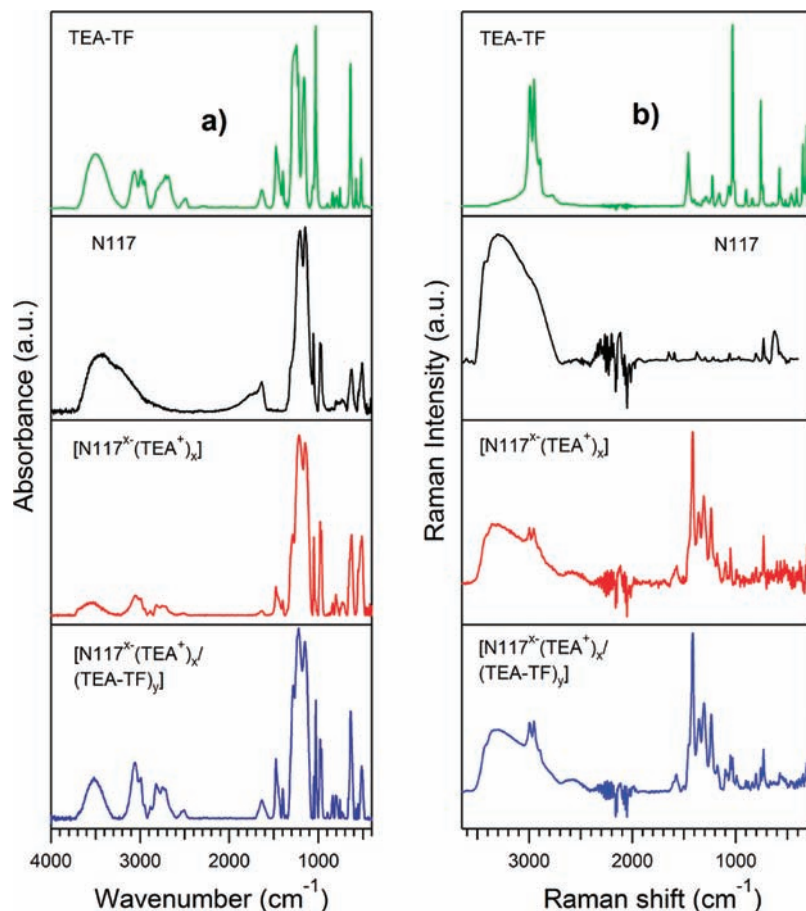 TEA-TF
a)
N117
[N117ˣ⁻(TEA⁺)ₓ]
[N117ˣ⁻(TEA⁺)ₓ/
(TEA-TF)ᵧ]
Absorbance (a.u.)
4000 3000 2000 1000
Wavenumber (cm⁻¹)
TEA-TF
b)
N117
[N117ˣ⁻(TEA⁺)ₓ]
[N117ˣ⁻(TEA⁺)ₓ/
(TEA-TF)ᵧ]
Raman Intensity (a.u.)
3000 2000 1000
Raman shift (cm⁻¹)